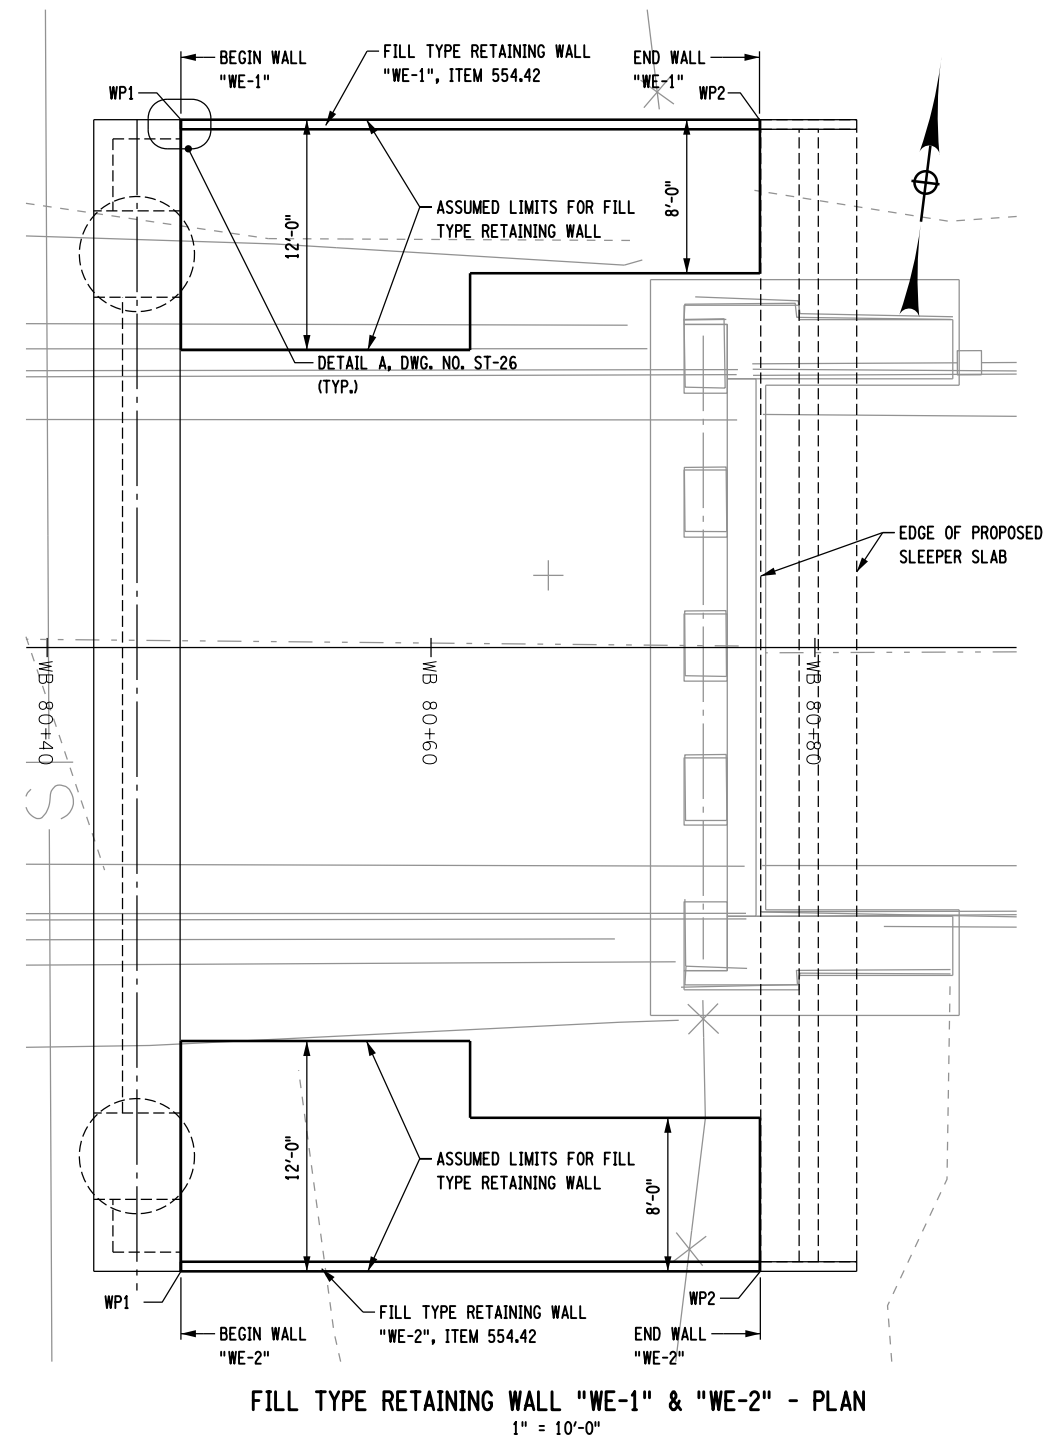 BEGIN WALL
"WE-1"
FILL TYPE RETAINING WALL
"WE-1", ITEM 554.42
END WALL
"WE-1"
WP1
WP2
12'-0"
ASSUMED LIMITS FOR FILL
TYPE RETAINING WALL
8'-0"
DETAIL A, DWG. NO. ST-26
(TYP.)
EDGE OF PROPOSED
SLEEPER SLAB
WB 80+40
WB 80+60
WB 80+80
S
12'-0"
ASSUMED LIMITS FOR FILL
TYPE RETAINING WALL
8'-0"
WP1
WP2
FILL TYPE RETAINING WALL
"WE-2", ITEM 554.42
BEGIN WALL
"WE-2"
END WALL
"WE-2"
FILL TYPE RETAINING WALL "WE-1" & "WE-2" - PLAN
1" = 10'-0"